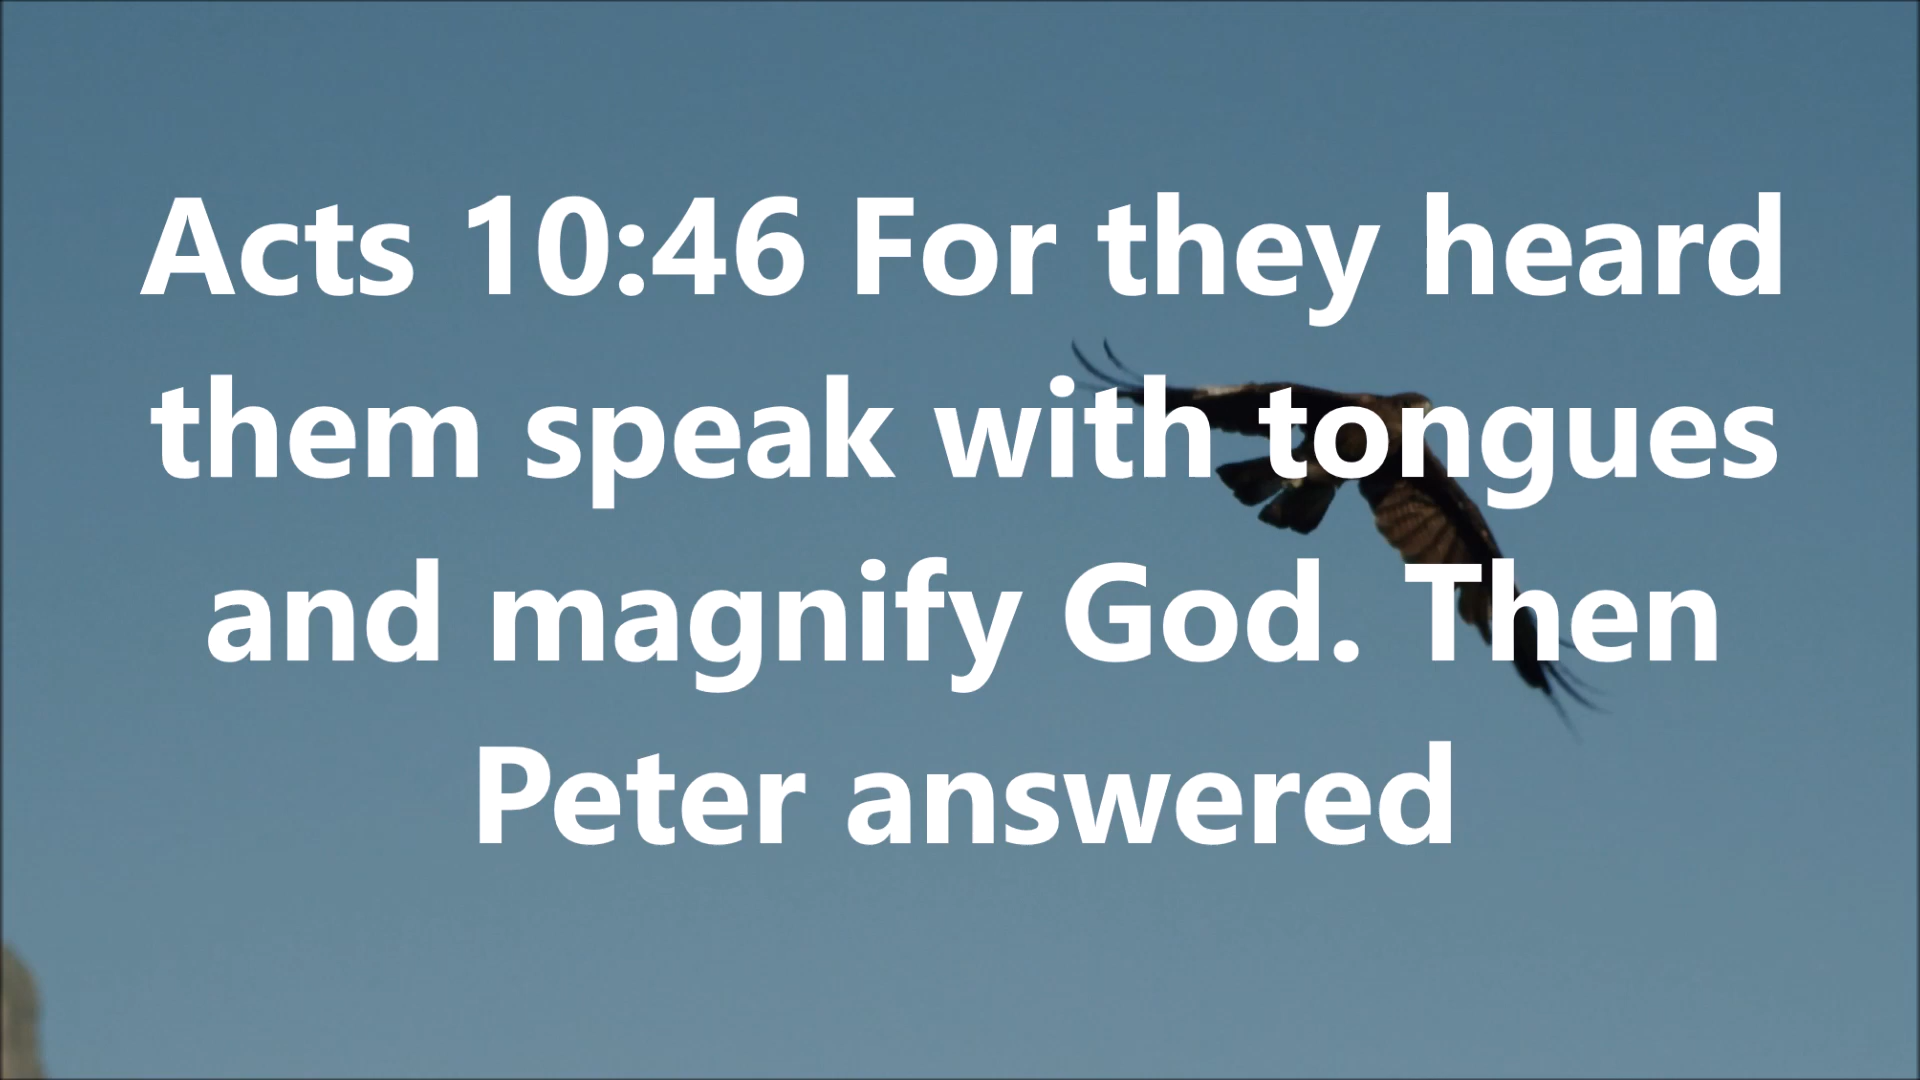 Acts 10:46 For they heard
them speak with tongues
and magnify God. Then
Peter answered